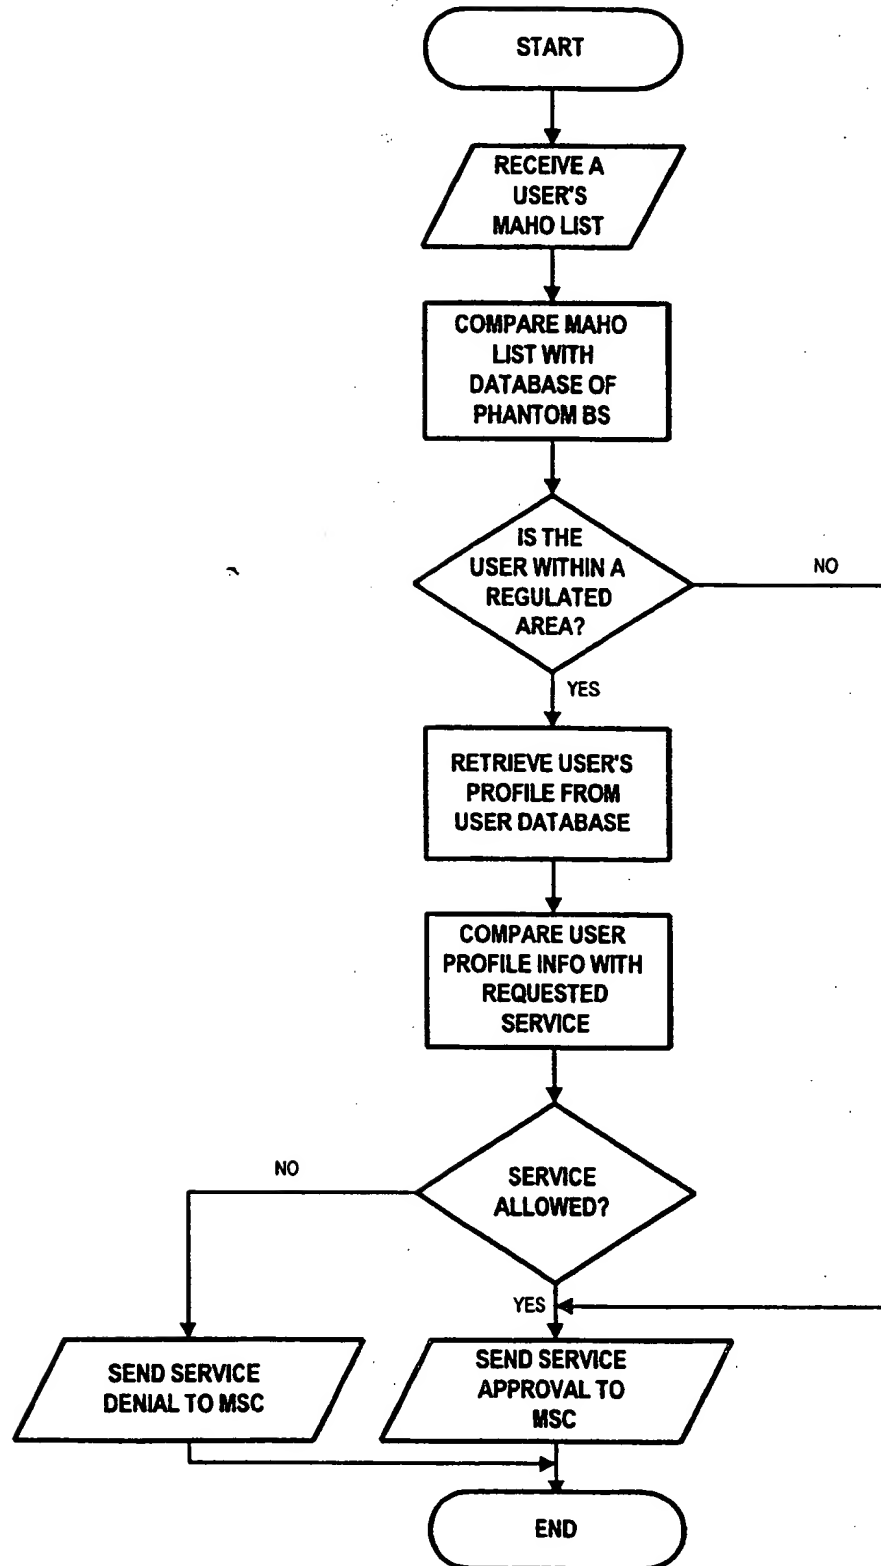 START
RECEIVE A
USER'S
MAHO LIST
COMPARE MAHO
LIST WITH
DATABASE OF
PHANTOM BS
IS THE
USER WITHIN A
REGULATED
AREA?
NO
YES
RETRIEVE USER'S
PROFILE FROM
USER DATABASE
COMPARE USER
PROFILE INFO WITH
REQUESTED
SERVICE
NO
SERVICE
ALLOWED?
YES
SEND SERVICE
DENIAL TO MSC
SEND SERVICE
APPROVAL TO
MSC
END